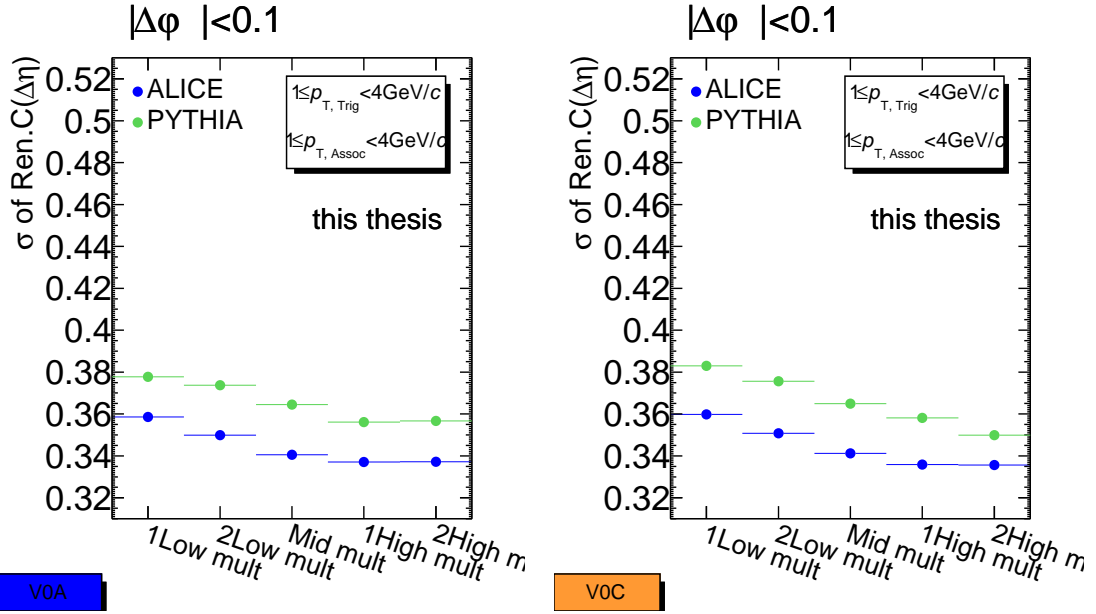 |Δφ |<0.1
σ of Ren.C(Δη)
0.52
0.5
0.48
0.46
0.44
0.42
0.4
0.38
0.36
0.34
0.32
ALICE
PYTHIA
1≤p T, Trig <4GeV/c
1≤p T, Assoc <4GeV/c
this thesis
1Low mult
2Low mult
Mid mult
1High mult
2High m
V0A
|Δφ |<0.1
σ of Ren.C(Δη)
0.52
0.5
0.48
0.46
0.44
0.42
0.4
0.38
0.36
0.34
0.32
ALICE
PYTHIA
1≤p T, Trig <4GeV/c
1≤p T, Assoc <4GeV/c
this thesis
1Low mult
2Low mult
Mid mult
1High mult
2High m
V0C